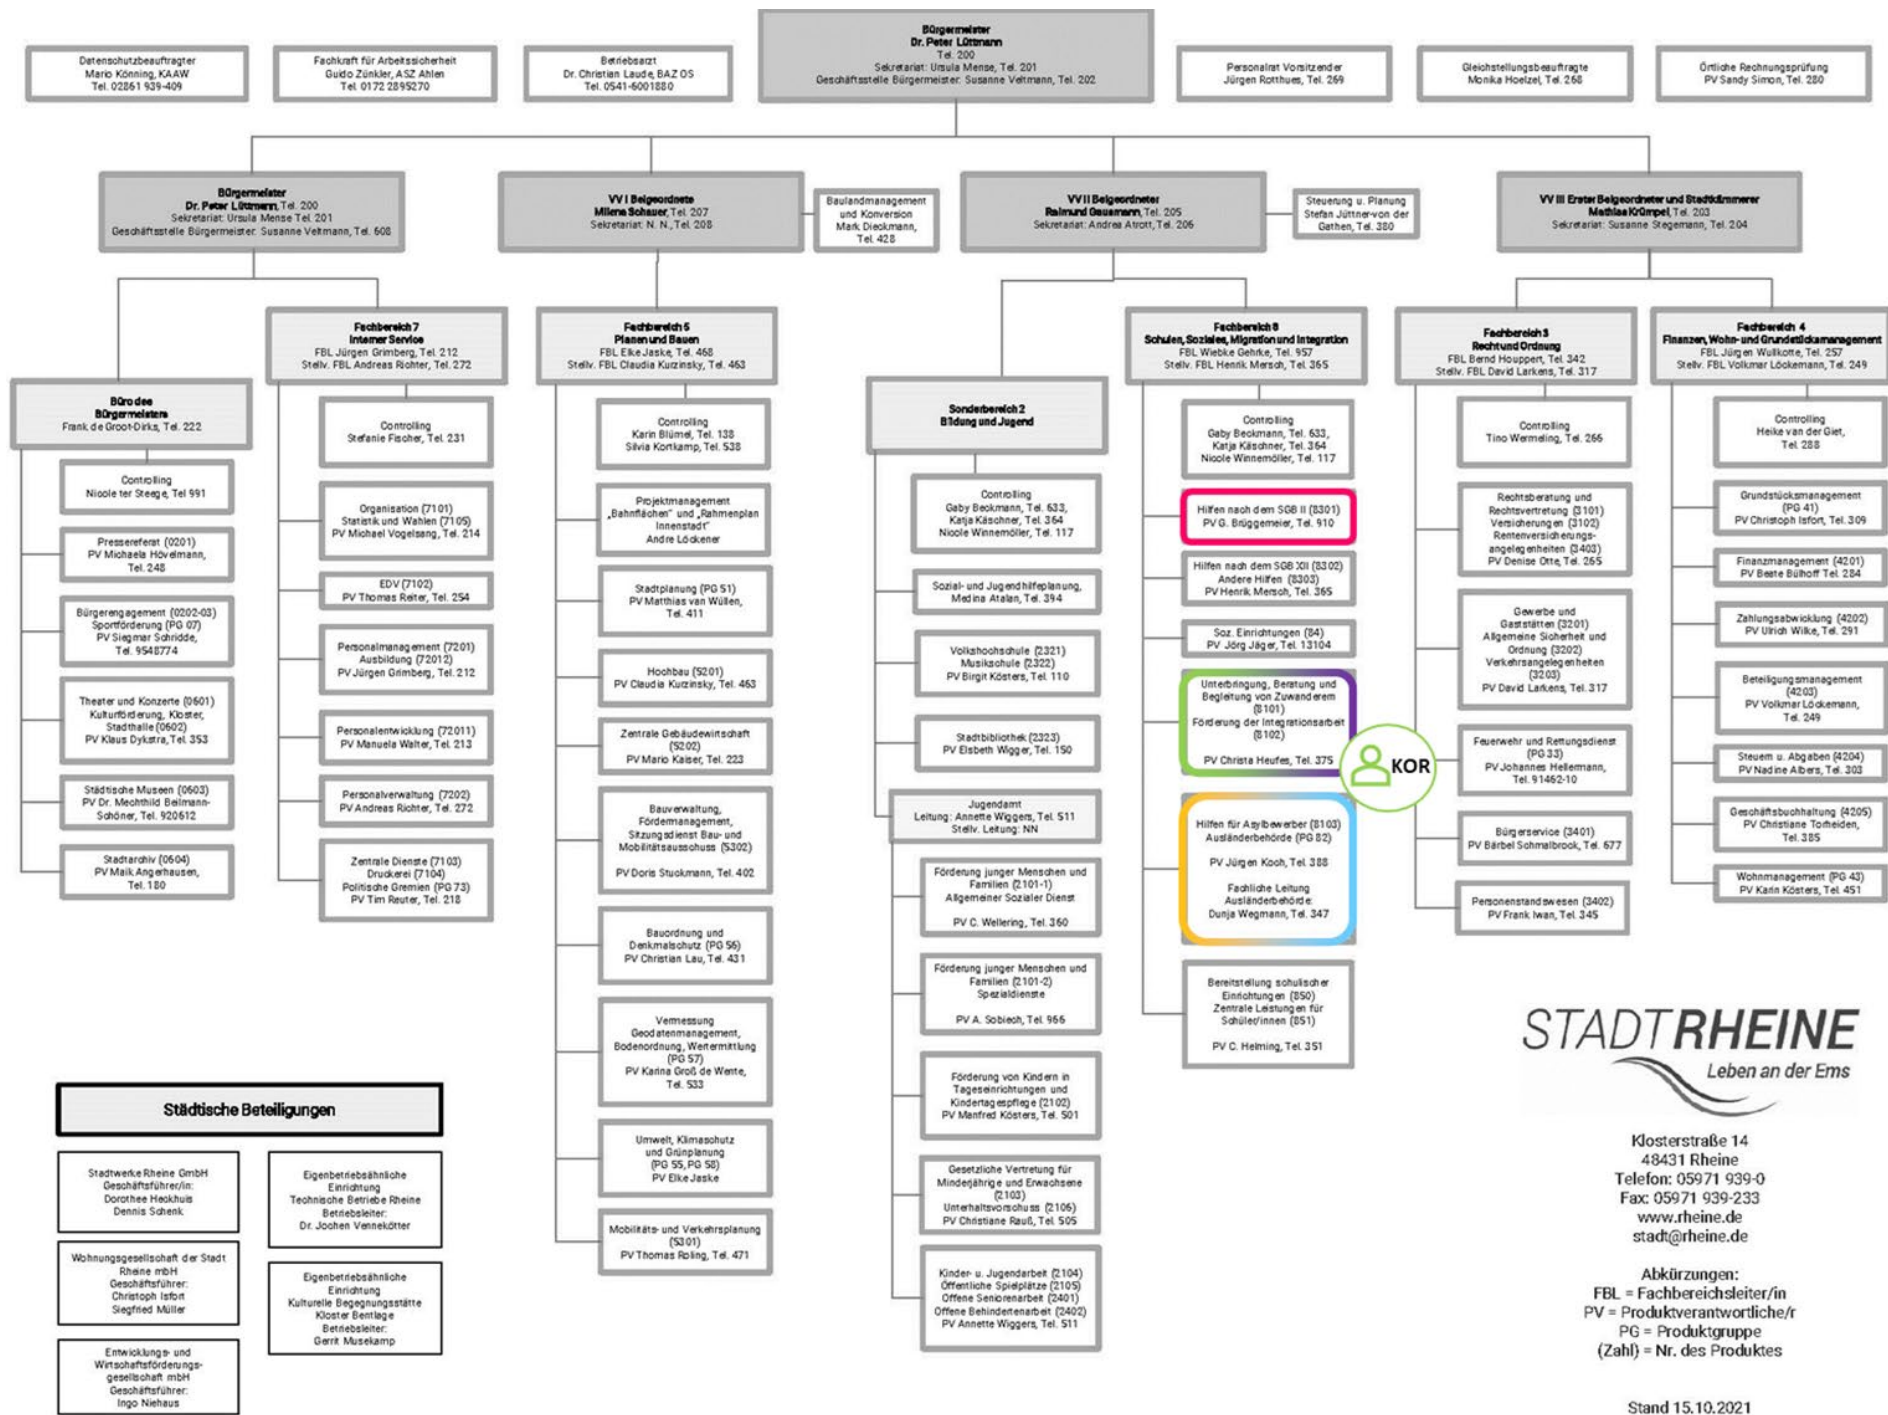 Bürgermeister
Dr. Peter Lüttmann
Tel. 200
Sekretariat: Ursula Mense, Tel. 201
Geschäftsstelle Bürgermeister: Susanne Veltmann, Tel. 202
Datenschutzbeauftragter
Mario Könning, KAAW
Tel. 02861 939-409
Fachkraft für Arbeitssicherheit
Guido Zünkler, ASZ Ahlen
Tel. 0172 2895270
Betriebsarzt
Dr. Christian Laude, BAZ OS
Tel. 0541-6001880
Personalrat Vorsitzender
Jürgen Rotthues, Tel. 269
Gleichstellungsbeauftragte
Monika Hoelzel, Tel. 268
Örtliche Rechnungsprüfung
PV Sandy Simon, Tel. 280
Bürgermeister
Dr. Peter Lüttmann, Tel. 200
Sekretariat: Ursula Mense Tel. 201
Geschäftsstelle Bürgermeister: Susanne Veltmann, Tel. 608
VV I Beigeordnete
Milena Schauer, Tel. 207
Sekretariat: N. N., Tel. 208
Baulandmanagement
und Konversion
Mark Dieckmann,
Tel. 428
VV II Beigeordneter
Raimund Gausmann, Tel. 205
Sekretariat: Andrea Atrott, Tel. 206
Steuerung u. Planung
Stefan Jüttner-von der
Gathen, Tel. 380
VV III Erster Beigeordneter und Stadtkämmerer
Mathias Krümpel, Tel. 203
Sekretariat: Susanne Stegemann, Tel. 204
Büro des
Bürgermeisters
Frank de Groot-Dirks, Tel. 222
Controlling
Nicole ter Steege, Tel 991
Pressereferat (0201)
PV Michaela Hövelmann,
Tel. 248
Bürgerengagement (0202-03)
Sportförderung (PG 07)
PV Siegmar Schridde,
Tel. 9548774
Theater und Konzerte (0601)
Kulturförderung, Kloster,
Stadthalle (0602)
PV Klaus Dykstra, Tel. 353
Städtische Museen (0603)
PV Dr. Mechthild Beilmann-
Schöner, Tel. 920612
Stadtarchiv (0604)
PV Maik Angerhausen,
Tel. 180
Fachbereich 7
Interner Service
FBL Jürgen Grimberg, Tel. 212
Stellv. FBL Andreas Richter, Tel. 272
Controlling
Stefanie Fischer, Tel. 231
Organisation (7101)
Statistik und Wahlen (7105)
PV Michael Vogelsang, Tel. 214
EDV (7102)
PV Thomas Reiter, Tel. 254
Personalmanagement (7201)
Ausbildung (72012)
PV Jürgen Grimberg, Tel. 212
Personalentwicklung (72011)
PV Manuela Walter, Tel. 213
Personalverwaltung (7202)
PV Andreas Richter, Tel. 272
Zentrale Dienste (7103)
Druckerei (7104)
Politische Gremien (PG 73)
PV Tim Reuter, Tel. 218
Fachbereich 5
Planen und Bauen
FBL Elke Jaske, Tel. 468
Stellv. FBL Claudia Kurzinsky, Tel. 463
Controlling
Karin Blümel, Tel. 138
Silvia Kortkamp, Tel. 538
Projektmanagement
„Bahnflächen" und „Rahmenplan
Innenstadt"
Andre Löckener
Stadtplanung (PG 51)
PV Matthias van Wüllen,
Tel. 411
Hochbau (5201)
PV Claudia Kurzinsky, Tel. 463
Zentrale Gebäudewirtschaft
(5202)
PV Mario Kaiser, Tel. 223
Bauverwaltung,
Fördermanagement,
Sitzungsdienst Bau- und
Mobilitätsausschuss (5302)
PV Doris Stuckmann, Tel. 402
Bauordnung und
Denkmalschutz (PG 56)
PV Christian Lau, Tel. 431
Vermessung
Geodatenmanagement,
Bodenordnung, Wertermittlung
(PG 57)
PV Karina Groß de Wente,
Tel. 533
Umwelt, Klimaschutz
und Grünplanung
(PG 55, PG 58)
PV Elke Jaske
Mobilitäts- und Verkehrsplanung
(5301)
PV Thomas Roling, Tel. 471
Sonderbereich 2
Bildung und Jugend
Controlling
Gaby Beckmann, Tel. 633,
Katja Käschner, Tel. 364
Nicole Winnemöller, Tel. 117
Sozial- und Jugendhilfeplanung,
Medina Atalan, Tel. 394
Volkshochschule (2321)
Musikschule (2322)
PV Birgit Kösters, Tel. 110
Stadtbibliothek (2323)
PV Elsbeth Wigger, Tel. 150
Jugendamt
Leitung: Annette Wiggers, Tel. 511
Stellv. Leitung: NN
Förderung junger Menschen und
Familien (2101-1)
Allgemeiner Sozialer Dienst
PV C. Wellering, Tel. 360
Förderung junger Menschen und
Familien (2101-2)
Spezialdienste
PV A. Sobiech, Tel. 966
Förderung von Kindern in
Tageseinrichtungen und
Kindertagespflege (2102)
PV Manfred Kösters, Tel. 501
Gesetzliche Vertretung für
Minderjährige und Erwachsene
(2103)
Unterhaltsvorschuss (2106)
PV Christiane Rauß, Tel. 505
Kinder- u. Jugendarbeit (2104)
Öffentliche Spielplätze (2105)
Offene Seniorenarbeit (2401)
Offene Behindertenarbeit (2402)
PV Annette Wiggers, Tel. 511
Fachbereich 8
Schulen, Soziales, Migration und Integration
FBL Wiebke Gehrke, Tel. 957
Stellv. FBL Henrik Mersch, Tel. 365
Controlling
Gaby Beckmann, Tel. 633,
Katja Käschner, Tel. 364
Nicole Winnemöller, Tel. 117
Hilfen nach dem SGB II (8301)
PV G. Brüggemeier, Tel. 910
Hilfen nach dem SGB XII (8302)
Andere Hilfen (8303)
PV Henrik Mersch, Tel. 365
Soz. Einrichtungen (84)
PV Jörg Jäger, Tel. 13104
Unterbringung, Beratung und
Begleitung von Zuwanderern
(8101)
Förderung der Integrationsarbeit
(8102)
PV Christa Heufes, Tel. 375
KOR
Hilfen für Asylbewerber (8103)
Ausländerbehörde (PG 82)
PV Jürgen Koch, Tel. 388
Fachliche Leitung
Ausländerbehörde:
Dunja Wegmann, Tel. 347
Bereitstellung schulischer
Einrichtungen (850)
Zentrale Leistungen für
Schüler/innen (851)
PV C. Helming, Tel. 351
Fachbereich 3
Recht und Ordnung
FBL Bernd Houppert, Tel. 342
Stellv. FBL David Larkens, Tel. 317
Controlling
Tino Wermeling, Tel. 266
Rechtsberatung und
Rechtsvertretung (3101)
Versicherungen (3102)
Rentenversicherungs-
angelegenheiten (3403)
PV Denise Otte, Tel. 265
Gewerbe und
Gaststätten (3201)
Allgemeine Sicherheit und
Ordnung (3202)
Verkehrsangelegenheiten
(3203)
PV David Larkens, Tel. 317
Feuerwehr und Rettungsdienst
(PG 33)
PV Johannes Hellermann,
Tel. 91462-10
Bürgerservice (3401)
PV Bärbel Schmalbrock, Tel. 677
Personenstandswesen (3402)
PV Frank Iwan, Tel. 345
Fachbereich 4
Finanzen, Wohn- und Grundstücksmanagement
FBL Jürgen Wullkotte, Tel. 257
Stellv. FBL Volkmar Löckemann, Tel. 249
Controlling
Heike van der Giet,
Tel. 288
Grundstücksmanagement
(PG 41)
PV Christoph Isfort, Tel. 309
Finanzmanagement (4201)
PV Beate Bülhoff Tel. 284
Zahlungsabwicklung (4202)
PV Ulrich Wilke, Tel. 291
Beteiligungsmanagement
(4203)
PV Volkmar Löckemann,
Tel. 249
Steuern u. Abgaben (4204)
PV Nadine Albers, Tel. 303
Geschäftsbuchhaltung (4205)
PV Christiane Torheiden,
Tel. 385
Wohnmanagement (PG 43)
PV Karin Kösters, Tel. 451
Städtische Beteiligungen
Stadtwerke Rheine GmbH
Geschäftsführer/in:
Dorothee Heckhuis
Dennis Schenk
Eigenbetriebsähnliche
Einrichtung
Technische Betriebe Rheine
Betriebsleiter:
Dr. Jochen Vennekötter
Wohnungsgesellschaft der Stadt
Rheine mbH
Geschäftsführer:
Christoph Isfort
Siegfried Müller
Eigenbetriebsähnliche
Einrichtung
Kulturelle Begegnungsstätte
Kloster Bentlage
Betriebsleiter:
Gerrit Musekamp
Entwicklungs- und
Wirtschaftsförderungs-
gesellschaft mbH
Geschäftsführer:
Ingo Niehaus
STADTRHEINE
Leben an der Ems
Klosterstraße 14
48431 Rheine
Telefon: 05971 939-0
Fax: 05971 939-233
www.rheine.de
stadt@rheine.de
Abkürzungen:
FBL = Fachbereichsleiter/in
PV = Produktverantwortliche/r
PG = Produktgruppe
(Zahl) = Nr. des Produktes
Stand 15.10.2021